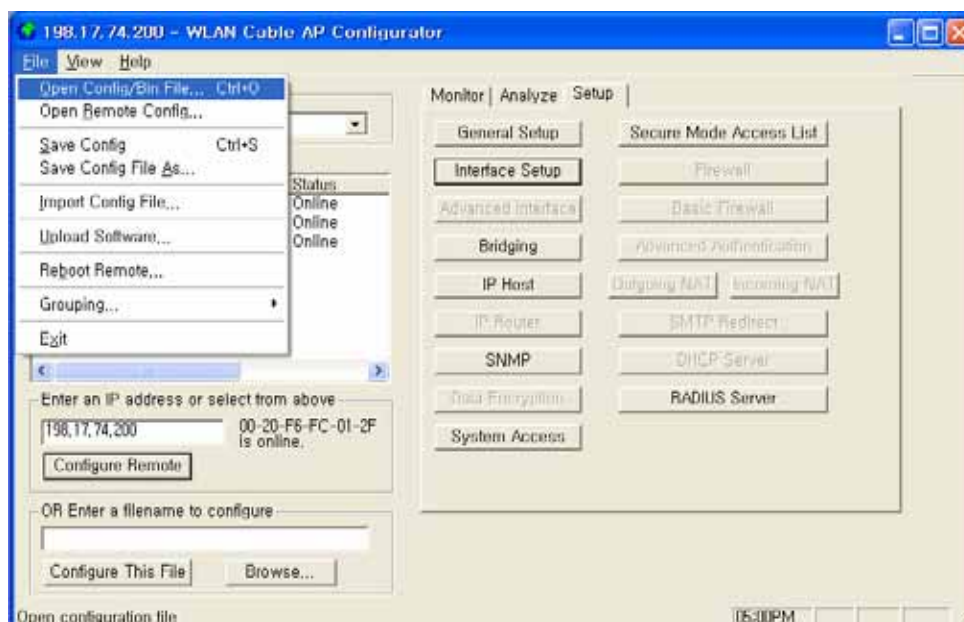 198.17.74.200 - WLAN Cable AP Configurator
File View Help
Open Config/Bin File... Ctrl+O
Open Remote Config...
Save Config Ctrl+S
Save Config File As...
Import Config File...
Upload Software...
Reboot Remote...
Grouping...
Exit
Status
Online
Online
Online
Enter an IP address or select from above
198.17.74.200
00-20-F6-FC-01-2F
is online.
Configure Remote
OR Enter a filename to configure
Configure This File Browse...
Monitor Analyze Setup
General Setup Secure Mode Access List
Interface Setup Firewall
Advanced Interface Basic Firewall
Bridging Advanced Authentication
IP Host Outgoing NAT Incoming NAT
IP Router SMTP Redirect
SNMP DHCP Server
Data Encryption RADIUS Server
System Access
Open configuration file
05:00PM